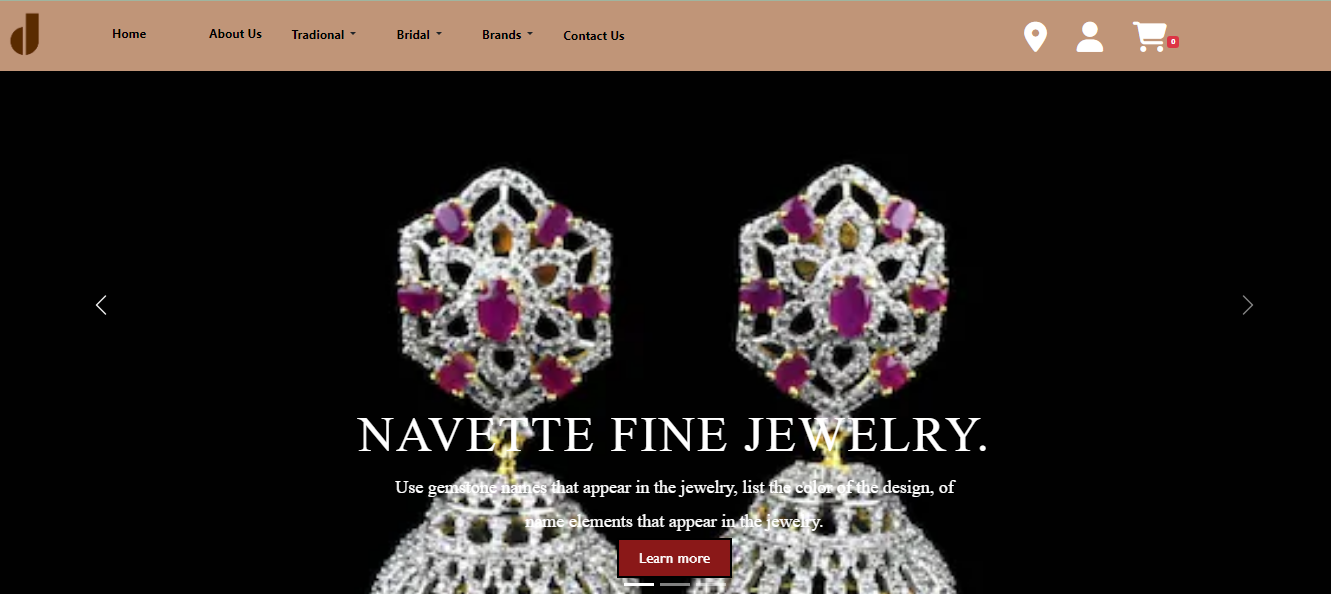 d
Home
About Us
Tradional
Bridal
Brands
Contact Us
0
NAVETTE FINE JEWELRY.
Use gemstone names that appear in the jewelry, list the color of the design, of
name elements that appear in the jewelry.
Learn more